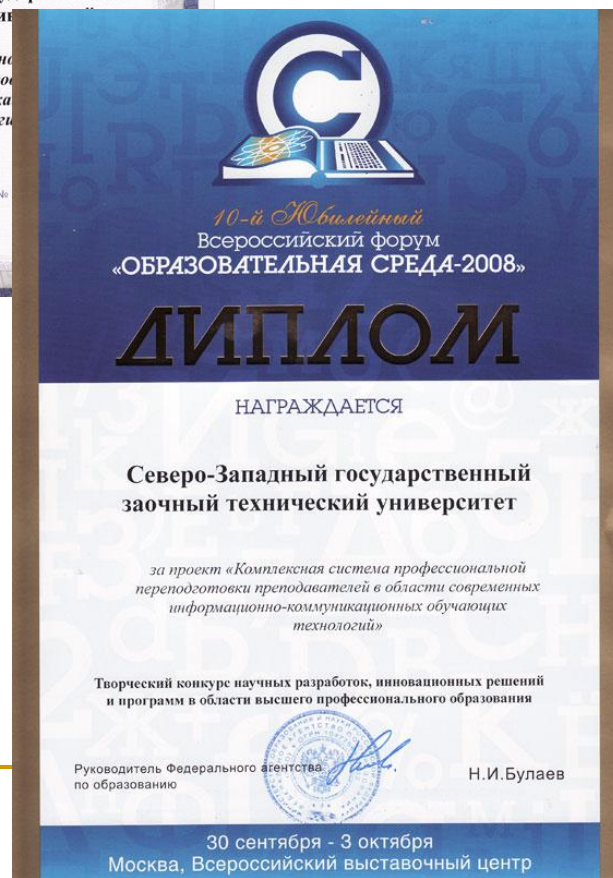 10-й Юбилейный
Всероссийский форум
«ОБРАЗОВАТЕЛЬНАЯ СРЕДА-2008»
ДИПЛОМ
НАГРАЖДАЕТСЯ
Северо-Западный государственный
заочный технический университет
за проект «Комплексная система профессиональной
переподготовки преподавателей в области современных
информационно-коммуникационных обучающих
технологий»
Творческий конкурс научных разработок, инновационных решений
и программ в области высшего профессионального образования
Руководитель Федерального агентства
по образованию
Н.И.Булаев
30 сентября - 3 октября
Москва, Всероссийский выставочный центр